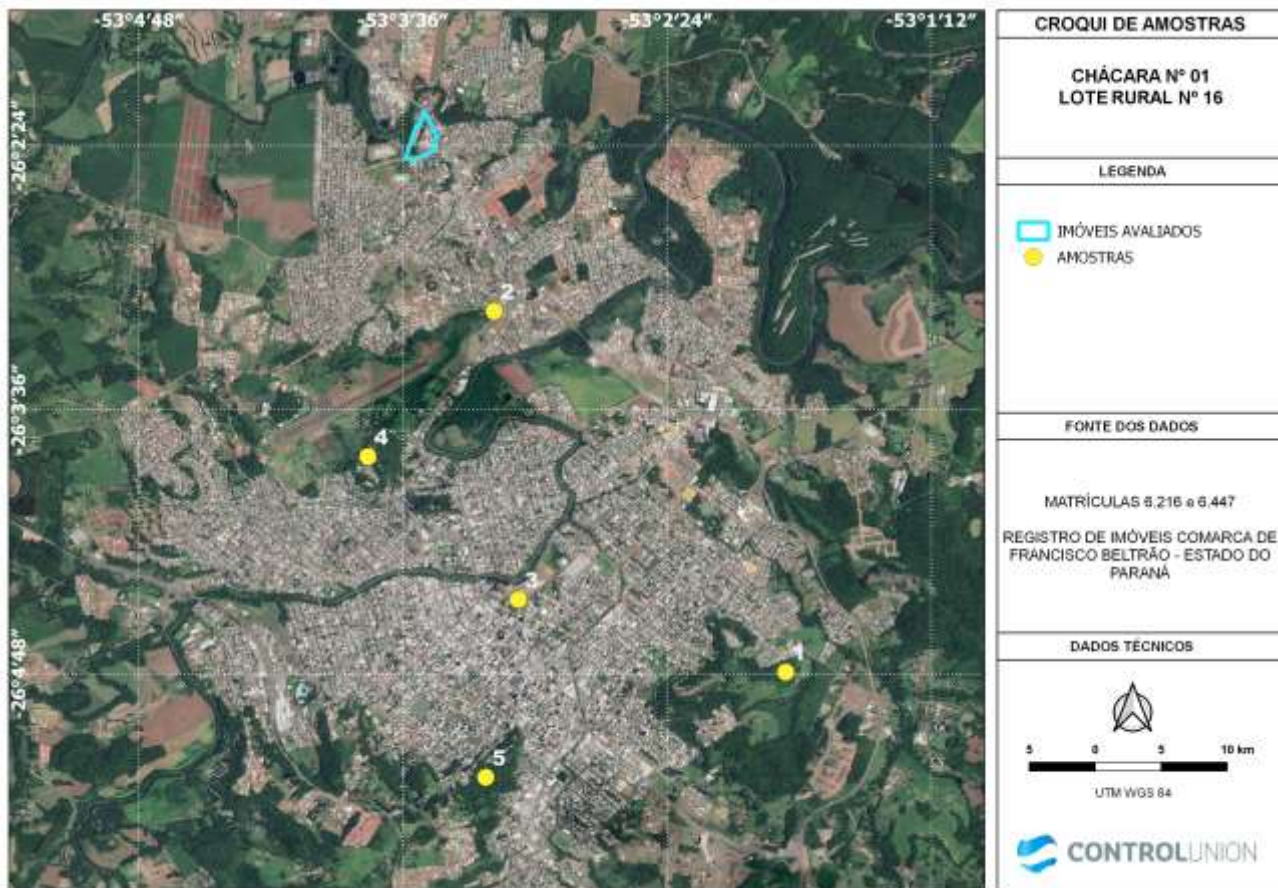 -53°4'48"
-53°3'36"
-53°2'24"
-53°1'12"
-26°2'24"
-26°3'36"
-26°4'48"
2
4
3
1
5
CROQUI DE AMOSTRAS
CHÁCARA Nº 01
LOTE RURAL Nº 16
LEGENDA
IMÓVEIS AVALIADOS
AMOSTRAS
FONTE DOS DADOS
MATRÍCULAS 6.216 e 6.447
REGISTRO DE IMÓVEIS COMARCA DE
FRANCISCO BELTRÃO - ESTADO DO
PARANÁ
DADOS TÉCNICOS
5 0 5 10 km
UTM WGS 84
CONTROLUNION